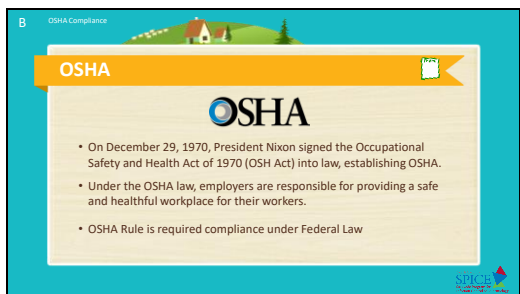 B
OSHA Compliance
OSHA
OSHA
• On December 29, 1970, President Nixon signed the Occupational
Safety and Health Act of 1970 (OSH Act) into law, establishing OSHA.
• Under the OSHA law, employers are responsible for providing a safe
and healthful workplace for their workers.
• OSHA Rule is required compliance under Federal Law
SPICE